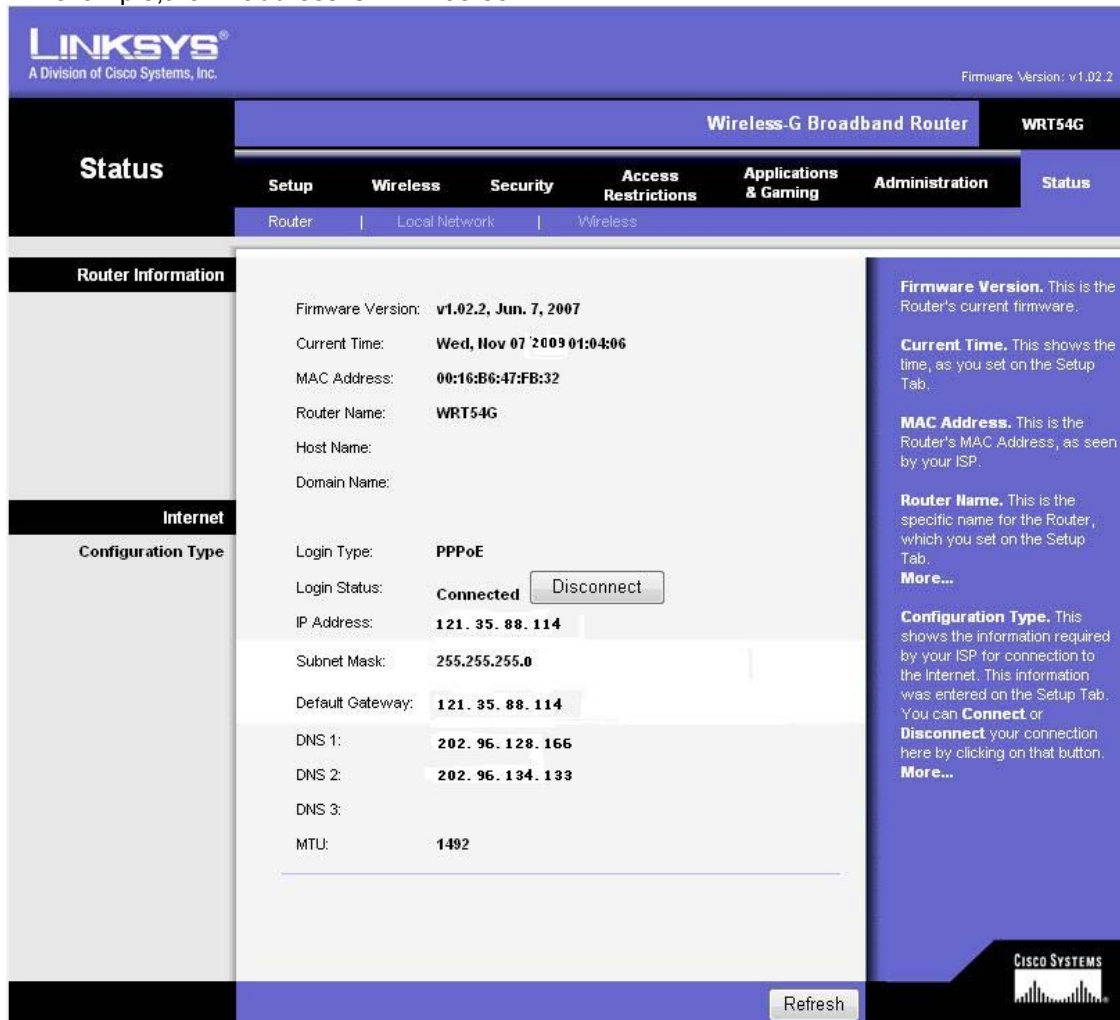 LINKSYS®
A Division of Cisco Systems, Inc.
Firmware Version: v1.02.2
Wireless-G Broadband Router WRT54G
Status
Setup Wireless Security Access Restrictions Applications & Gaming Administration Status
Router | Local Network | Wireless
Router Information
Firmware Version: v1.02.2, Jun. 7, 2007
Current Time: Wed, Nov 07 2009 01:04:06
MAC Address: 00:16:B6:47:FB:32
Router Name: WRT54G
Host Name:
Domain Name:
Internet
Configuration Type
Login Type: PPPoE
Login Status: Connected Disconnect
IP Address: 121. 35. 88. 114
Subnet Mask: 255.255.255.0
Default Gateway: 121. 35. 88. 114
DNS 1: 202. 96. 128. 166
DNS 2: 202. 96. 134. 133
DNS 3:
MTU: 1492
Firmware Version. This is the
Router's current firmware.
Current Time. This shows the
time, as you set on the Setup
Tab.
MAC Address. This is the
Router's MAC Address, as seen
by your ISP.
Router Name. This is the
specific name for the Router,
which you set on the Setup
Tab.
More...
Configuration Type. This
shows the information required
by your ISP for connection to
the Internet. This information
was entered on the Setup Tab.
You can Connect or
Disconnect your connection
here by clicking on that button.
More...
CISCO SYSTEMS
Refresh